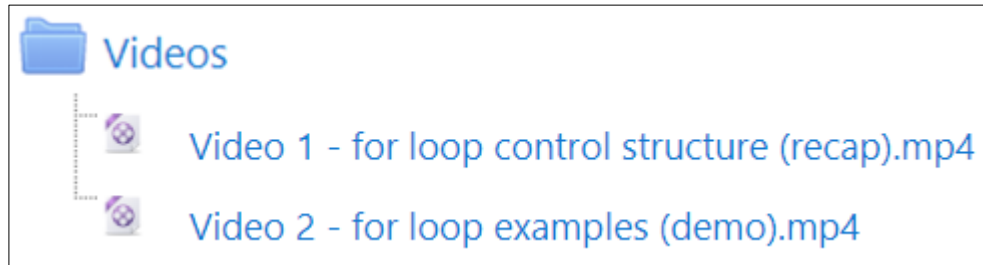 Videos
Video 1 - for loop control structure (recap).mp4
Video 2 - for loop examples (demo).mp4